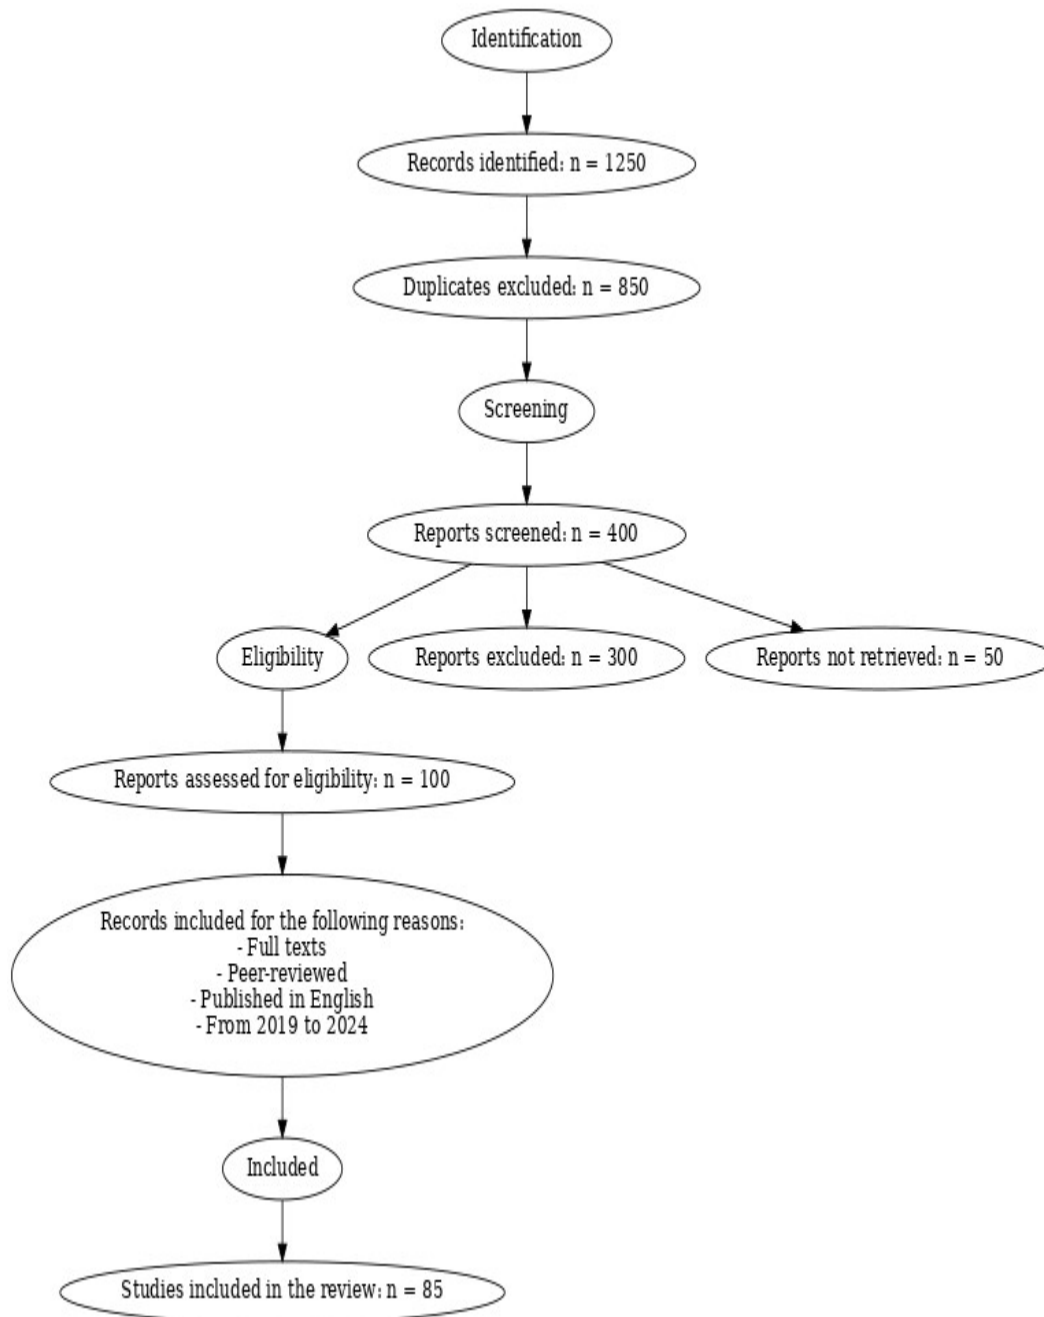 Identification
Records identified: n = 1250
Duplicates excluded: n = 850
Screening
Reports screened: n = 400
Eligibility
Reports excluded: n = 300
Reports not retrieved: n = 50
Reports assessed for eligibility: n = 100
Records included for the following reasons:
- Full texts
- Peer-reviewed
- Published in English
- From 2019 to 2024
Included
Studies included in the review: n = 85